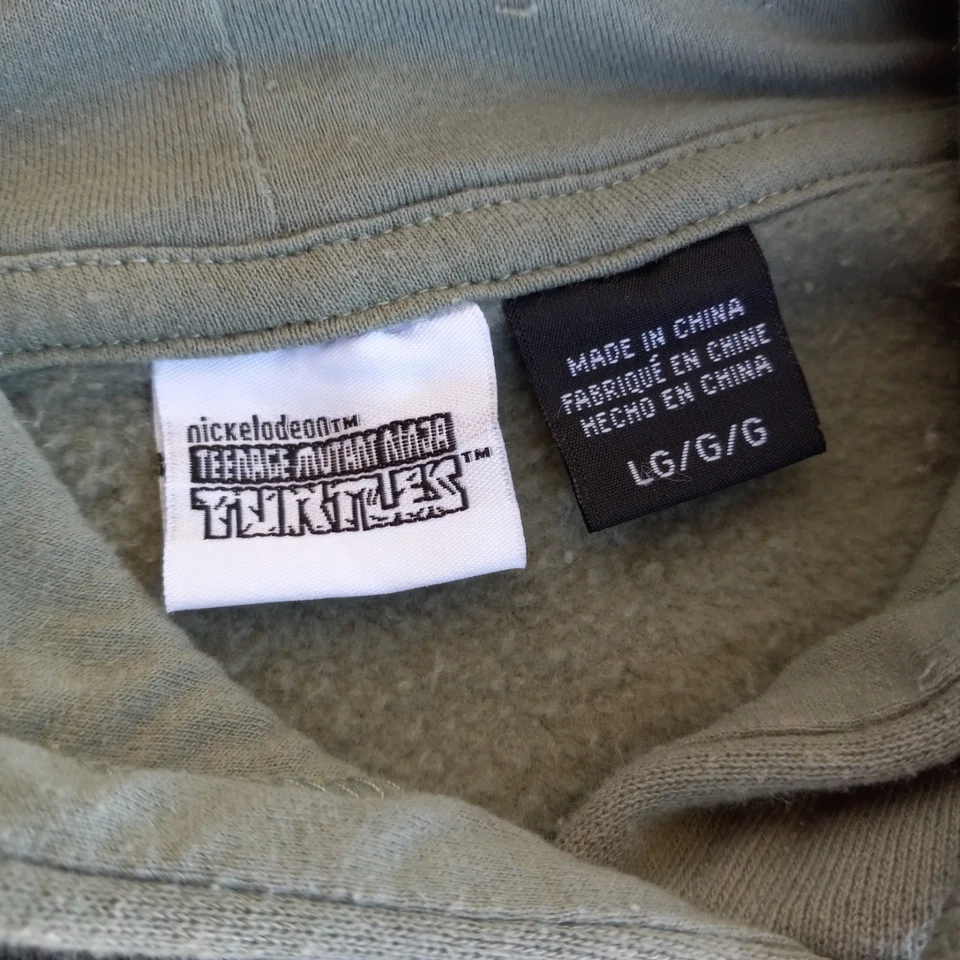 nickelodeon™
TEENAGE MUTANT NINJA
TURTLES™
MADE IN CHINA
FABRIQUÉ EN CHINE
HECHO EN CHINA
LG/G/G